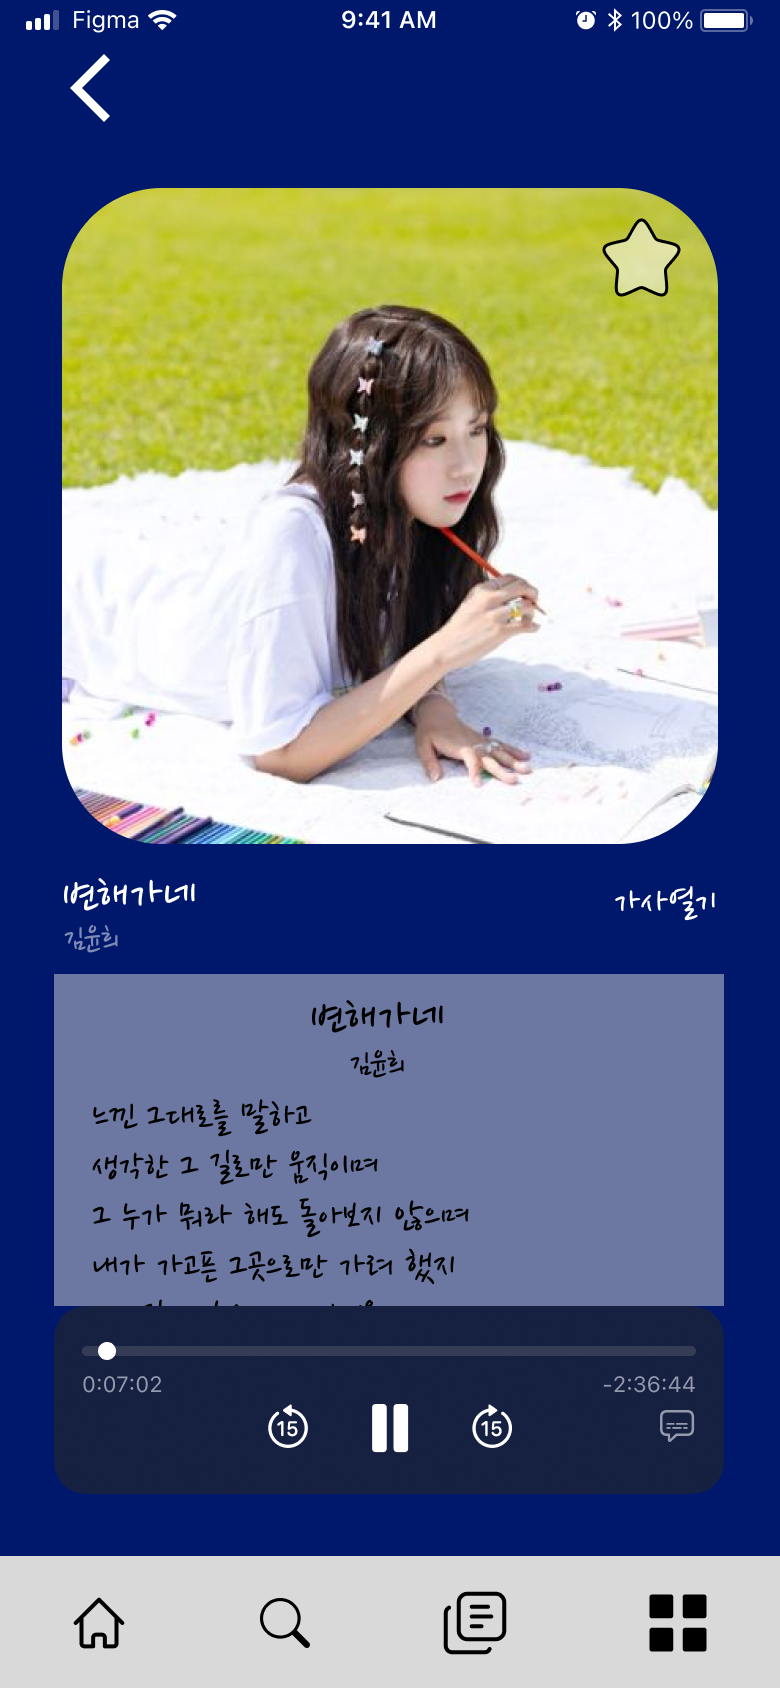 Figma 9:41 AM 100%
변해가네
가사열기
김윤희
변해가네
김윤희
느낀 그대로를 말하고
생각한 그 길로만 움직이며
그 누가 뭐라 해도 돌아보지 않으며
내가 가고픈 그곳으로만 가려 했지
0:07:02 -2:36:44
15 15